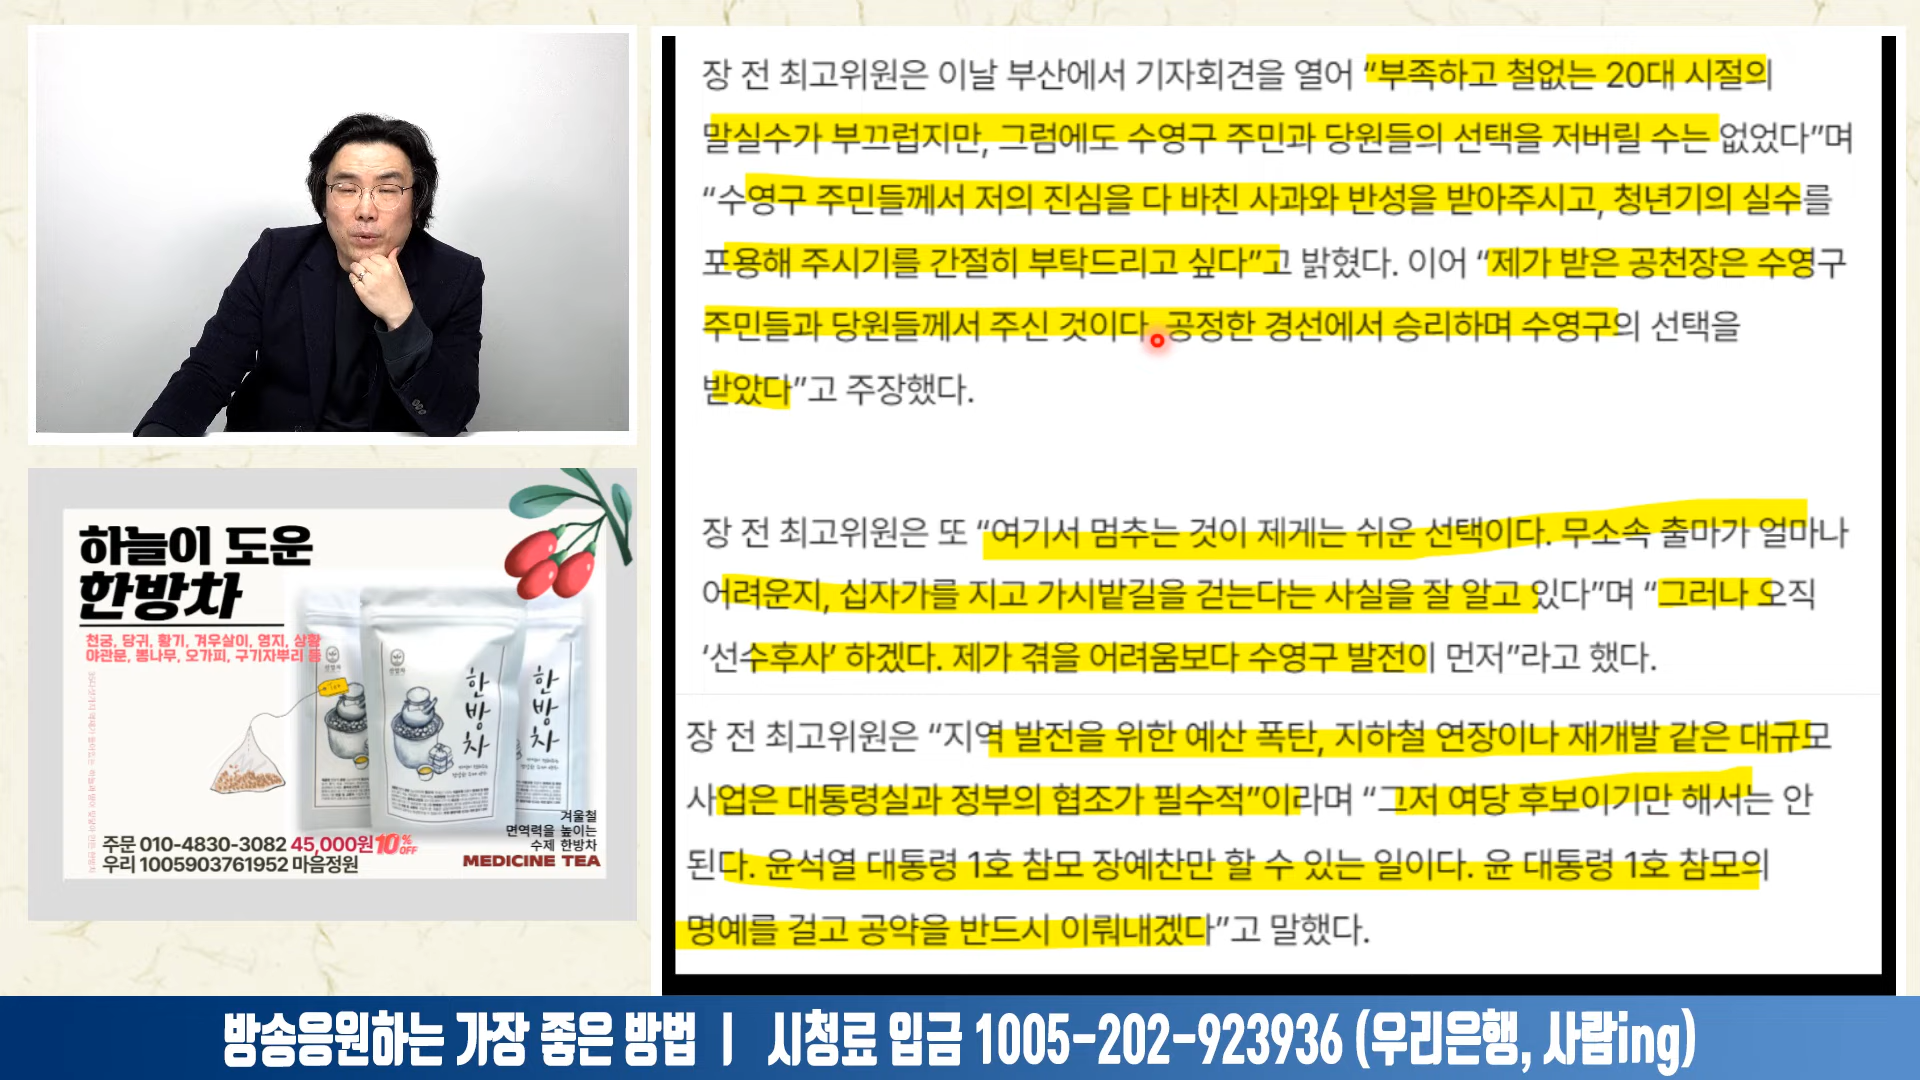 장 전 최고위원은 이날 부산에서 기자회견을 열어 “부족하고 철없는 20대 시절의
말실수가 부끄럽지만, 그럼에도 수영구 주민과 당원들의 선택을 저버릴 수는 없었다”며
“수영구 주민들께서 저의 진심을 다 바친 사과와 반성을 받아주시고, 청년기의 실수를
포용해 주시기를 간절히 부탁드리고 싶다”고 밝혔다. 이어 “제가 받은 공천장은 수영구
주민들과 당원들께서 주신 것이다. 공정한 경선에서 승리하며 수영구의 선택을
받았다”고 주장했다.
장 전 최고위원은 또 “여기서 멈추는 것이 제게는 쉬운 선택이다. 무소속 출마가 얼마나
어려운지, 십자가를 지고 가시밭길을 걷는다는 사실을 잘 알고 있다”며 “그러나 오직
‘선수후사’ 하겠다. 제가 겪을 어려움보다 수영구 발전이 먼저”라고 했다.
장 전 최고위원은 “지역 발전을 위한 예산 폭탄, 지하철 연장이나 재개발 같은 대규모
사업은 대통령실과 정부의 협조가 필수적”이라며 “그저 여당 후보이기만 해서는 안
된다. 윤석열 대통령 1호 참모 장예찬만 할 수 있는 일이다. 윤 대통령 1호 참모의
명예를 걸고 공약을 반드시 이뤄내겠다”고 말했다.
하늘이 도운
한방차
천궁, 당귀, 황기, 겨우살이, 영지, 상황
야관문, 뽕나무, 오가피, 구기자뿌리 등
한방차
한방차
겨울철
면역력을 높이는
수제 한방차
MEDICINE TEA
주문 010-4830-3082 45,000원 10% OFF
우리 1005903761952 마음정원
방송응원하는 가장 좋은 방법 ㅣ 시청료 입금 1005-202-923936 (우리은행, 사람ing)